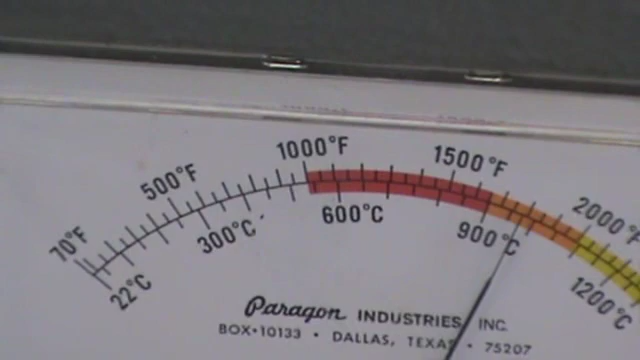 70°F 500°F 1000°F 1500°F 2000°F
22°C 300°C 600°C 900°C 1200°C
Paragon INDUSTRIES, INC.
BOX•10133 • DALLAS, TEXAS • 75207